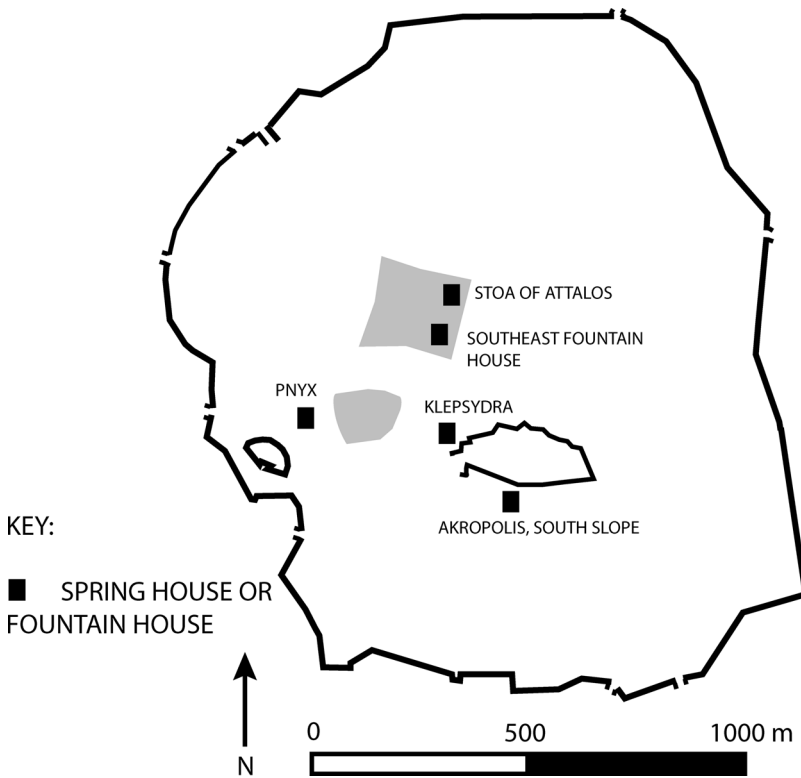 STOA OF ATTALOS
SOUTHEAST FOUNTAIN
HOUSE
PNYX
KLEPSYDRA
AKROPOLIS, SOUTH SLOPE
KEY:
SPRING HOUSE OR
FOUNTAIN HOUSE
N
0 500 1000 m